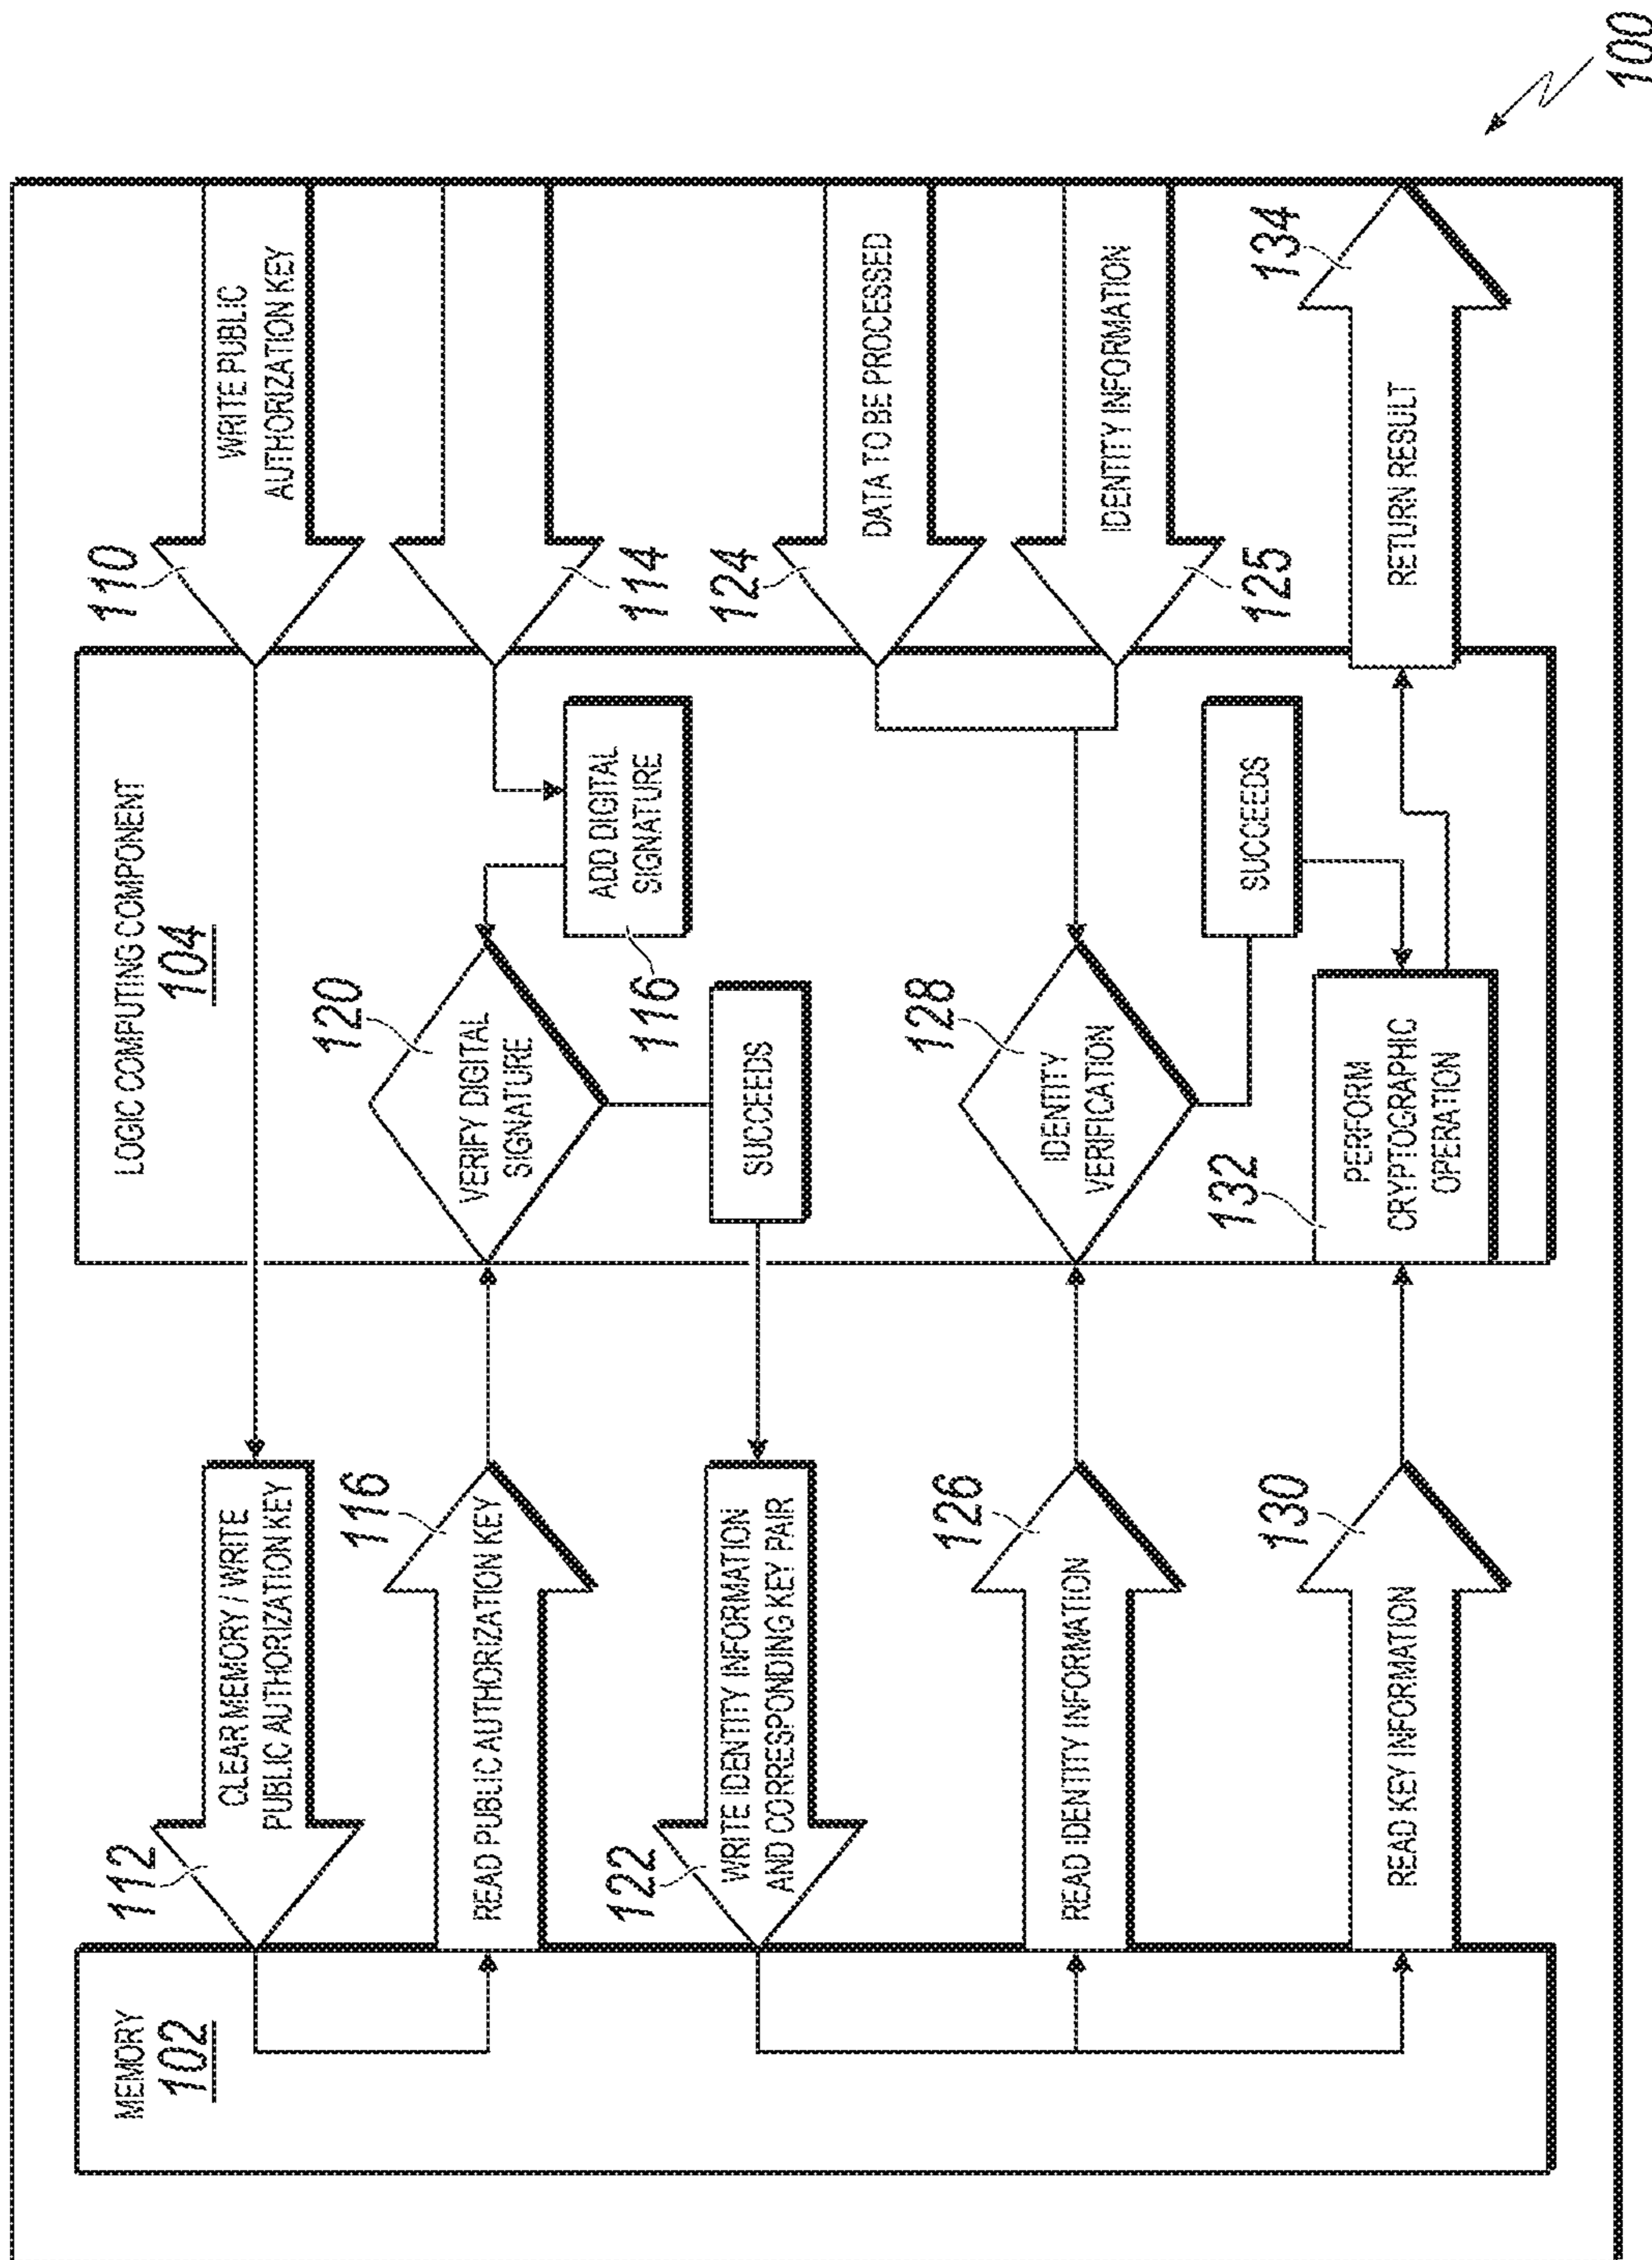 MEMORY
102
112
CLEAR MEMORY / WRITE
PUBLIC AUTHORIZATION KEY
116
READ PUBLIC AUTHORIZATION KEY
122
WRITE IDENTITY INFORMATION
AND CORRESPONDING KEY PAIR
126
READ IDENTITY INFORMATION
130
READ KEY INFORMATION
LOGIC COMPUTING COMPONENT
104
120
VERIFY DIGITAL
SIGNATURE
116
ADD DIGITAL
SIGNATURE
SUCCEEDS
128
IDENTITY
VERIFICATION
SUCCEEDS
132
PERFORM
CRYPTOGRAPHIC
OPERATION
110
WRITE PUBLIC
AUTHORIZATION KEY
114
124
DATA TO BE PROCESSED
125
IDENTITY INFORMATION
134
RETURN RESULT
100